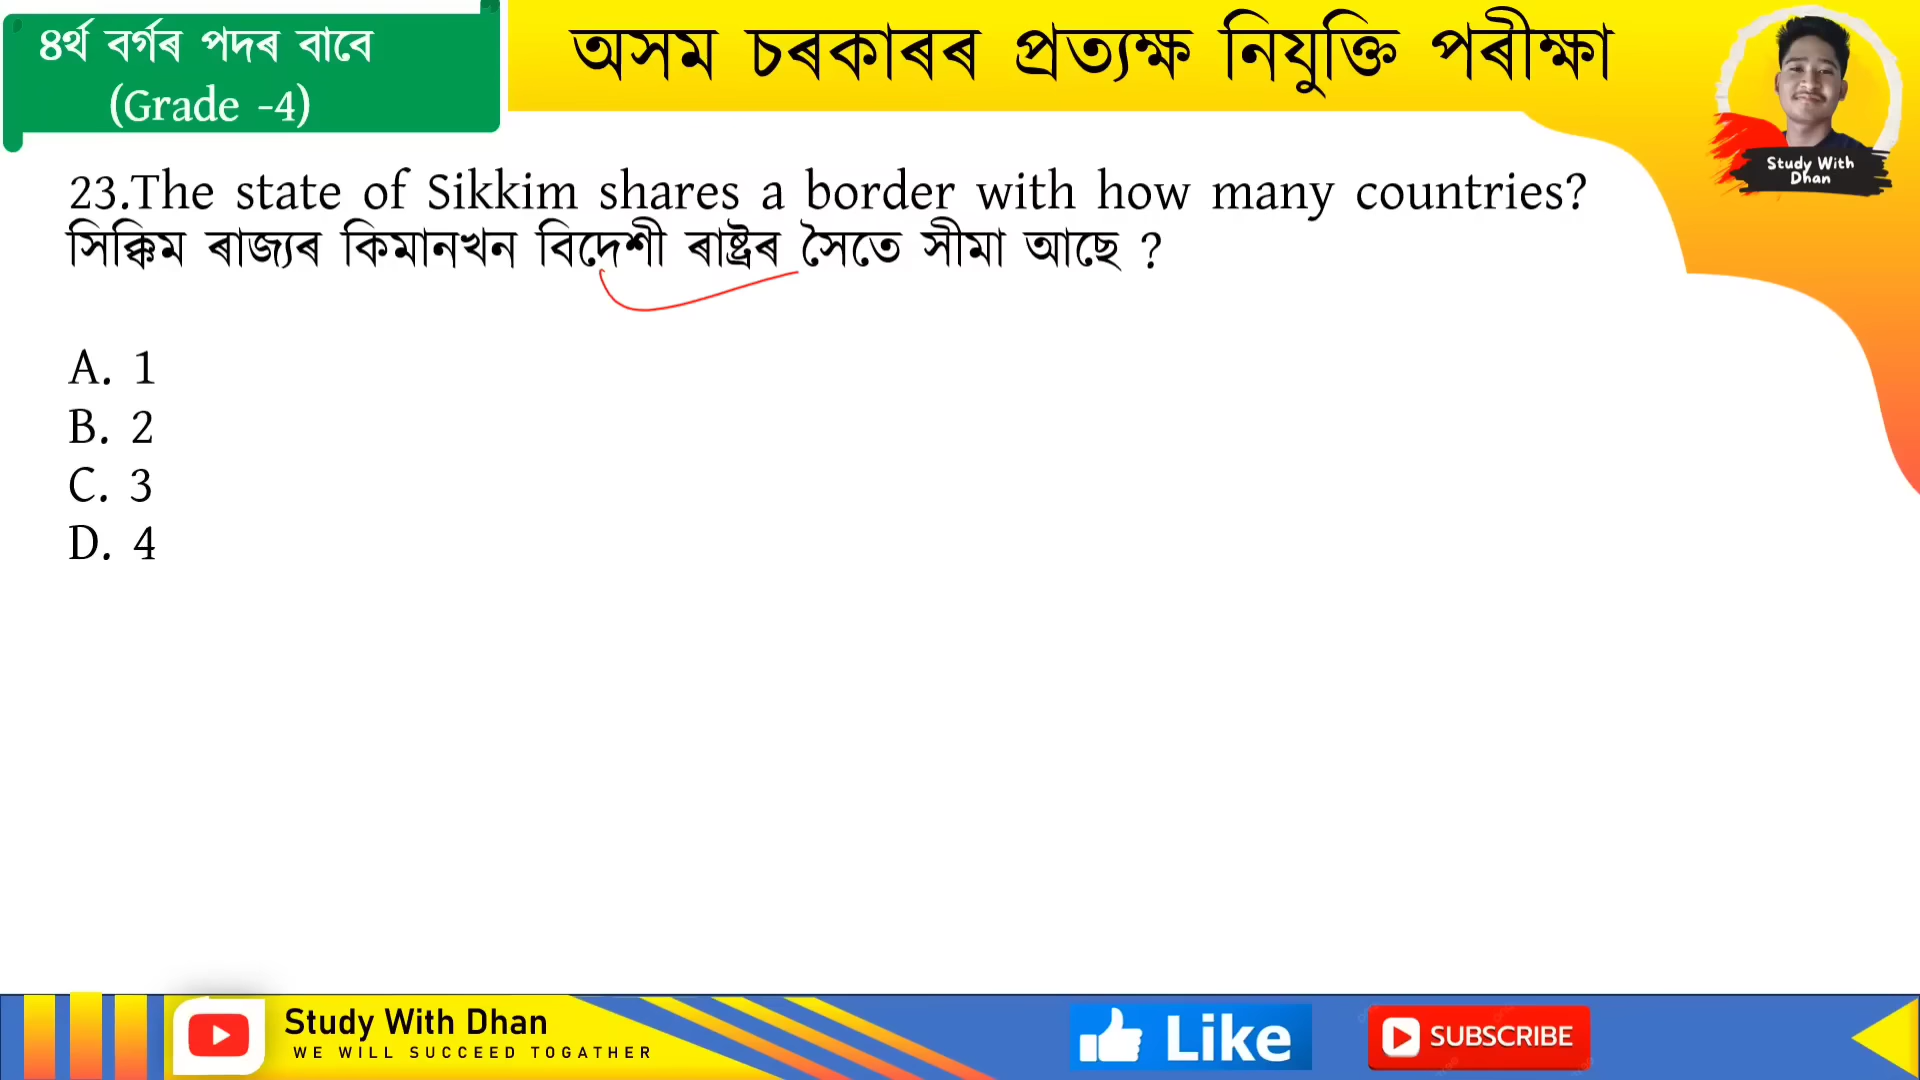 ৪ৰ্থ বৰ্গৰ পদৰ বাবে
(Grade -4)
অসম চৰকাৰৰ প্ৰত্যক্ষ নিযুক্তি পৰীক্ষা
Study With
Dhan
23.The state of Sikkim shares a border with how many countries?
সিক্কিম ৰাজ্যৰ কিমানখন বিদেশী ৰাষ্ট্ৰৰ সৈতে সীমা আছে ?
A. 1
B. 2
C. 3
D. 4
Study With Dhan
WE WILL SUCCEED TOGATHER
Like
SUBSCRIBE